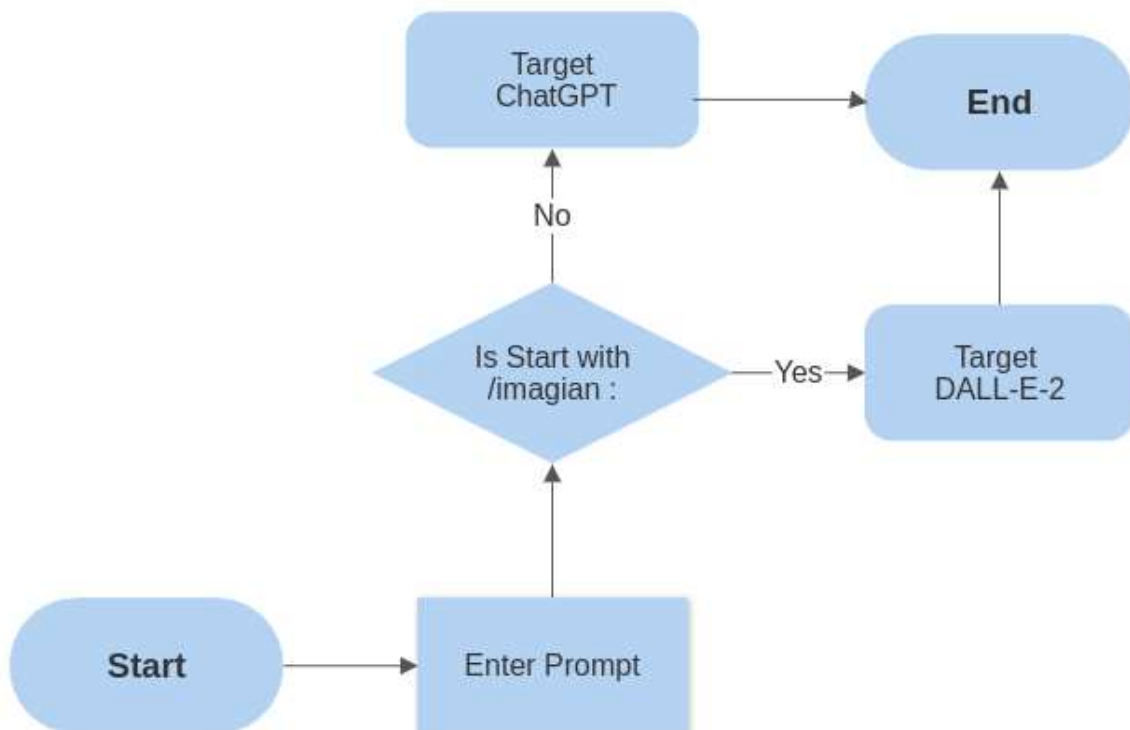 Target
ChatGPT
End
No
Is Start with
/imagian :
Yes
Target
DALL-E-2
Start
Enter Prompt